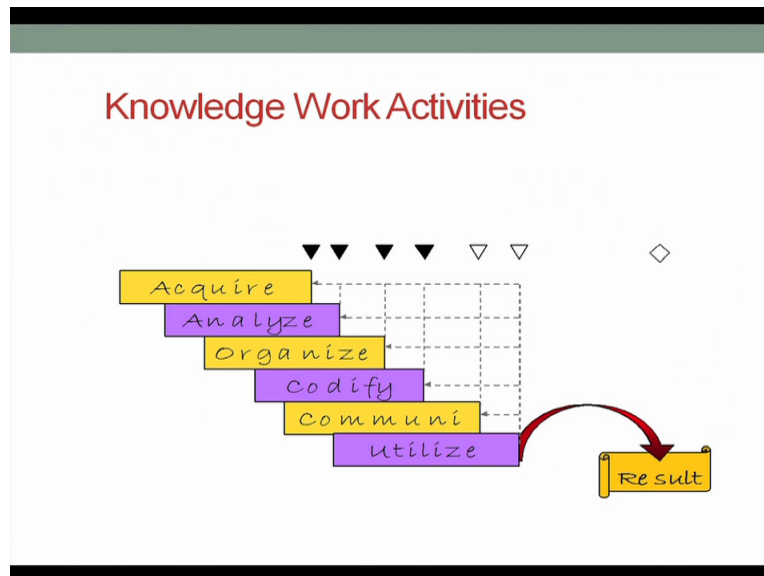 Knowledge Work Activities
Acquire
Analyze
Organize
Codify
Communi
Utilize
Result